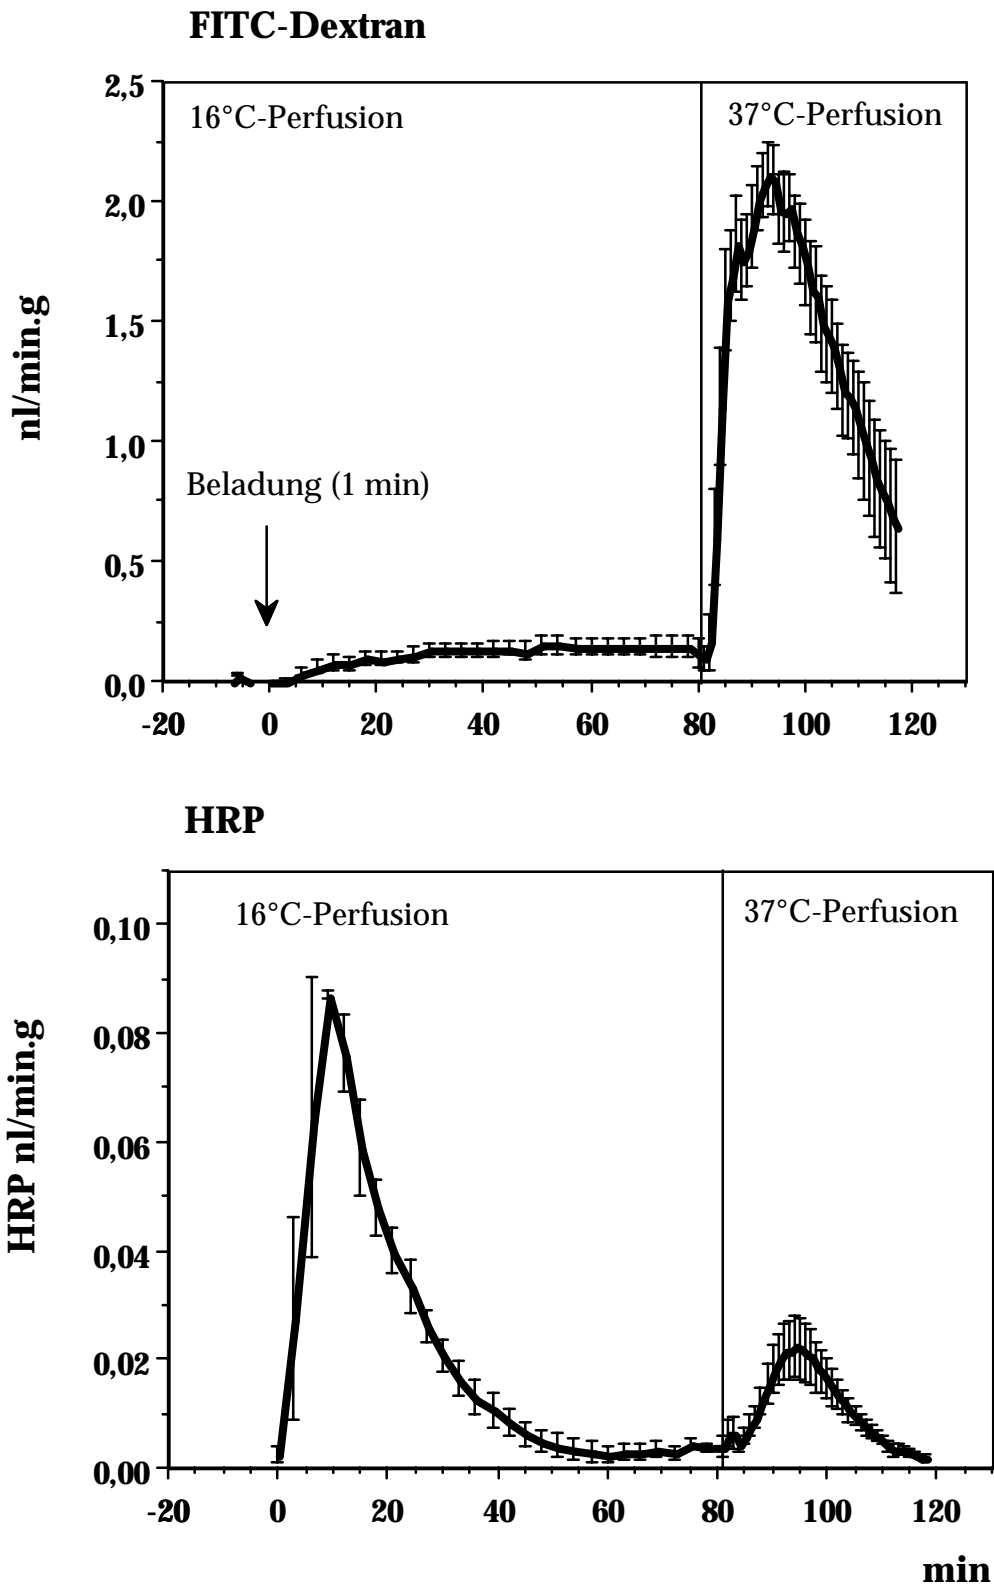 FITC-Dextran
2,5
16°C-Perfusion
37°C-Perfusion
2,0
1,5
nl/min.g
1,0
Beladung (1 min)
0,5
0,0
-20 0 20 40 60 80 100 120
HRP
16°C-Perfusion
37°C-Perfusion
0,10
0,08
HRP nl/min.g
0,06
0,04
0,02
0,00
-20 0 20 40 60 80 100 120
min